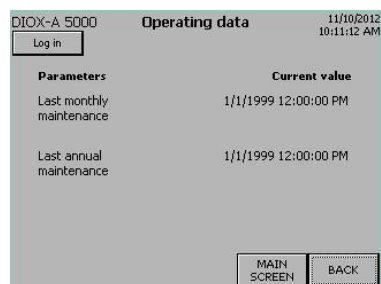 DIOX-A 5000 Operating data 11/10/2012
10:11:12 AM
Log in
Parameters Current value
Last monthly 1/1/1999 12:00:00 PM
maintenance
Last annual 1/1/1999 12:00:00 PM
maintenance
MAIN
SCREEN BACK